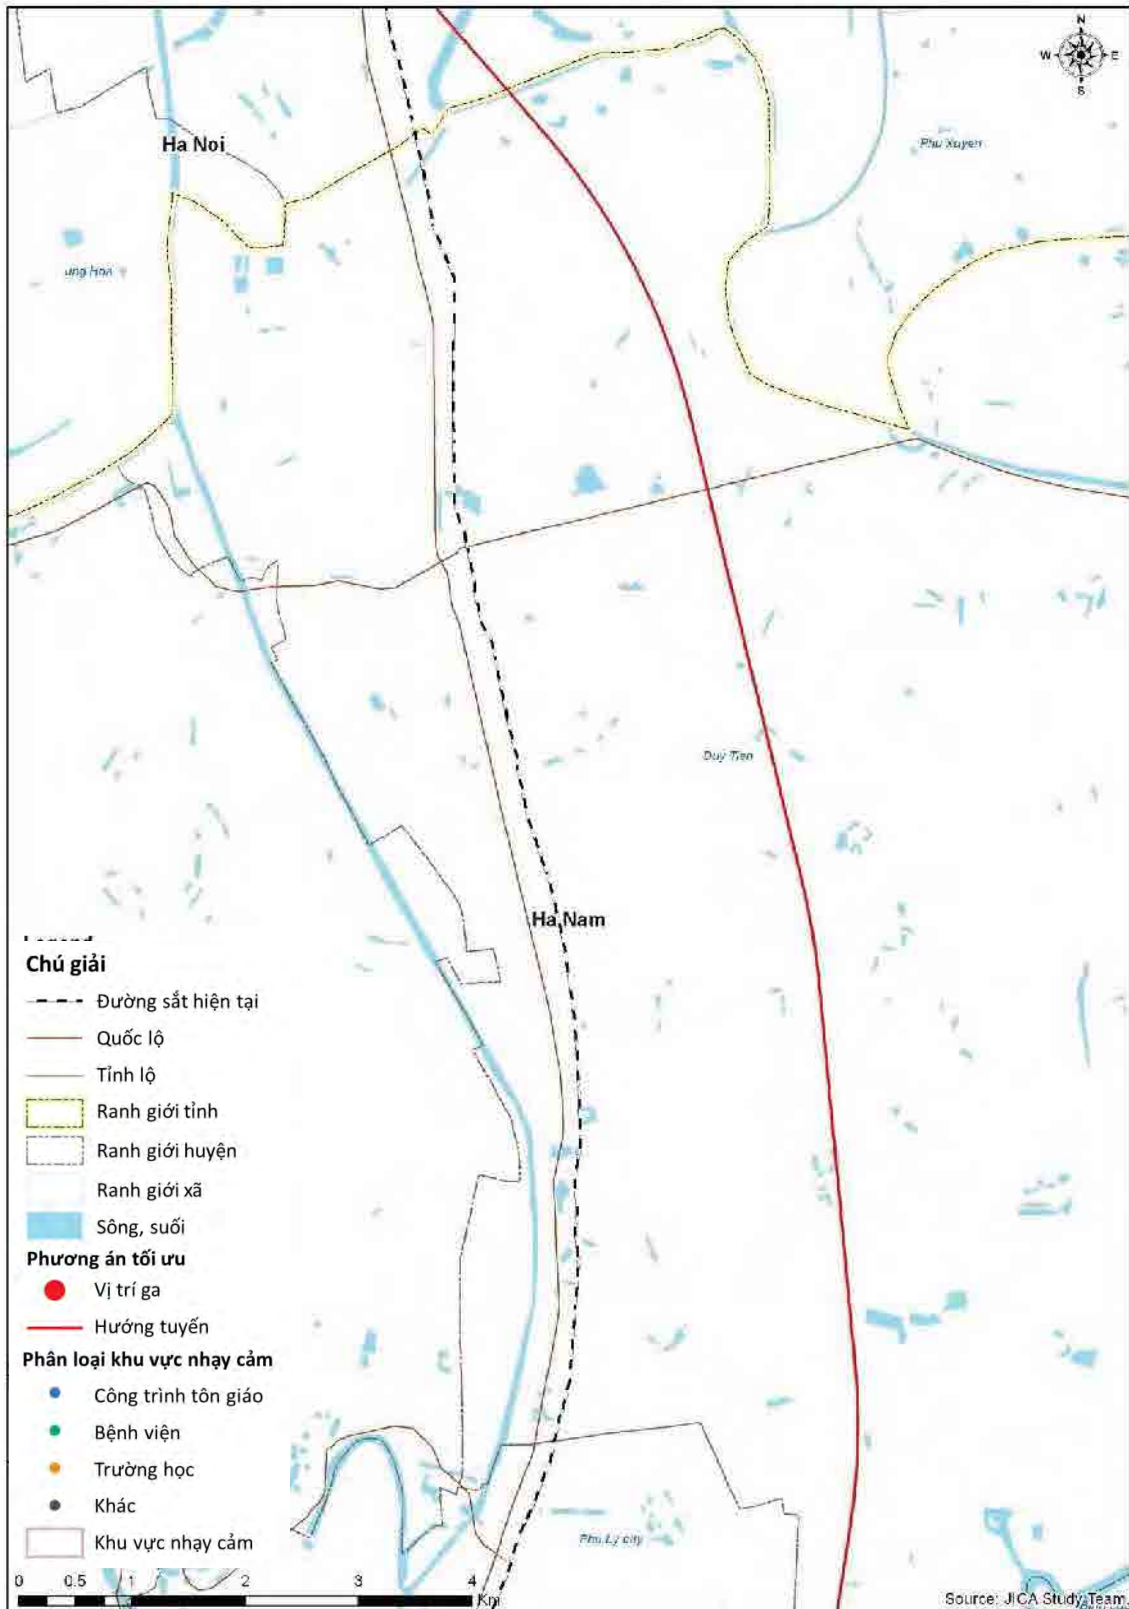 N
W E
S
Ha Noi
Phu Xuyen
ung Hoa
Duy Tien
Ha Nam
Legend
Chú giải
Đường sắt hiện tại
Quốc lộ
Tỉnh lộ
Ranh giới tỉnh
Ranh giới huyện
Ranh giới xã
Sông, suối
Phương án tối ưu
Vị trí ga
Hướng tuyến
Phân loại khu vực nhạy cảm
Công trình tôn giáo
Bệnh viện
Trường học
Khác
Khu vực nhạy cảm
Phu Ly city
0 0.5 1 2 3 4
Km
Source: JICA Study Team